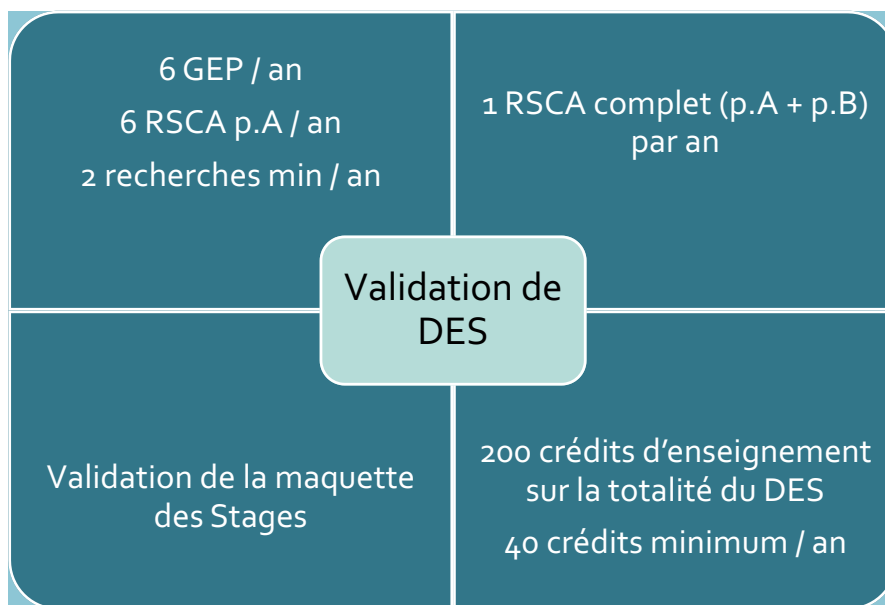 6 GEP / an
6 RSCA p.A / an
2 recherches min / an
1 RSCA complet (p.A + p.B)
par an
Validation de
DES
Validation de la maquette
des Stages
200 crédits d'enseignement
sur la totalité du DES
40 crédits minimum / an